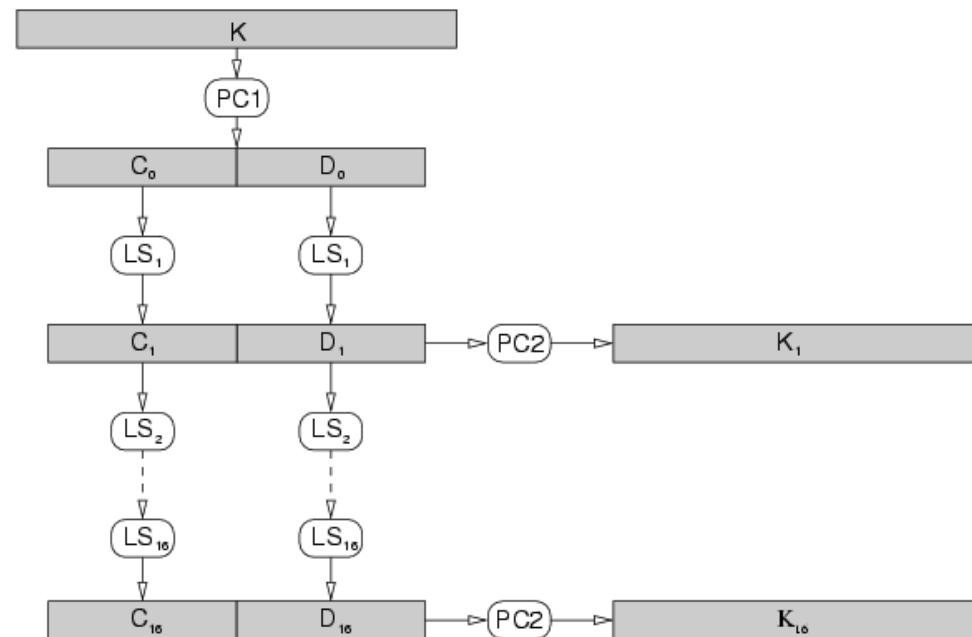 K
PC1
C₀ D₀
LS₁ LS₁
C₁ D₁ PC2 K₁
LS₂ LS₂
LS₁₆ LS₁₆
C₁₆ D₁₆ PC2 K₁₆